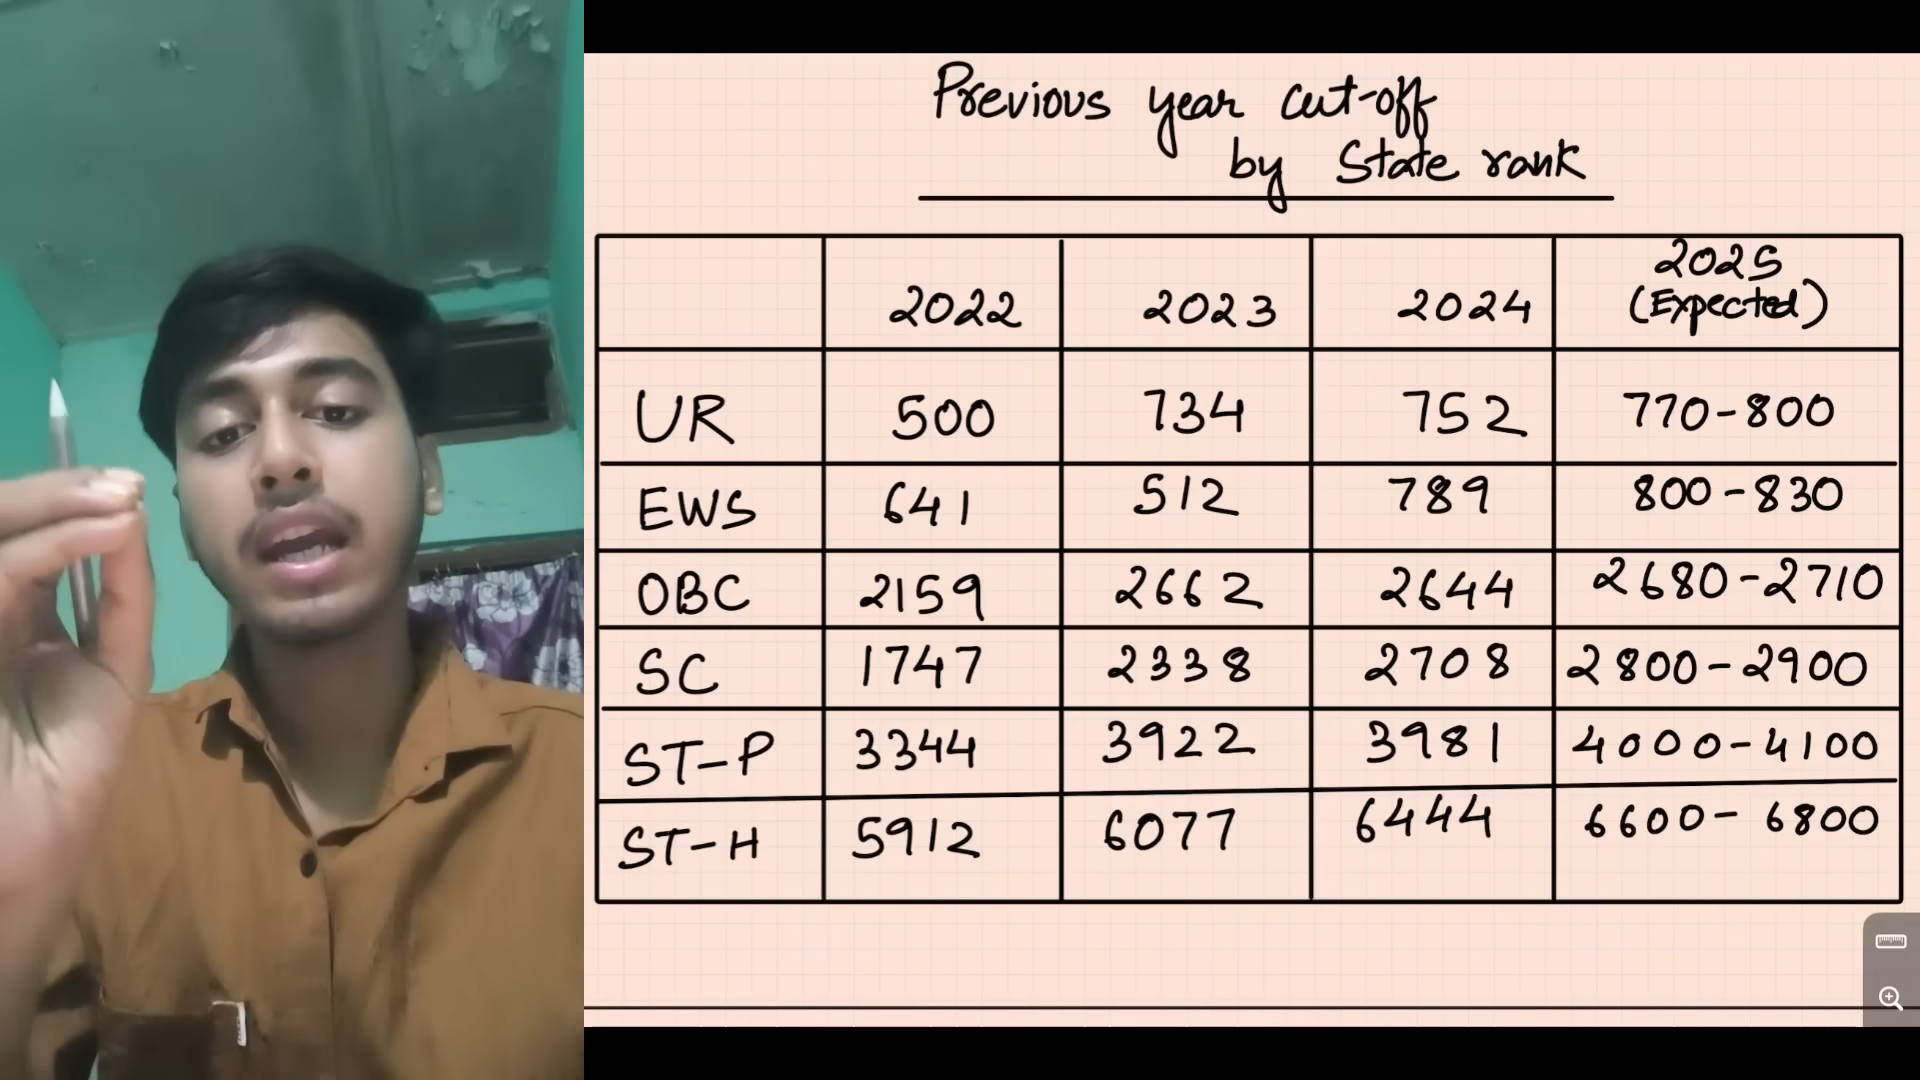 Previous year cut-off
by State rank
2022 2023 2024 2025 (Expected)
UR 500 734 752 770-800
EWS 641 512 789 800-830
OBC 2159 2662 2644 2680-2710
SC 1747 2338 2708 2800-2900
ST-P 3344 3922 3981 4000-4100
ST-H 5912 6077 6444 6600-6800